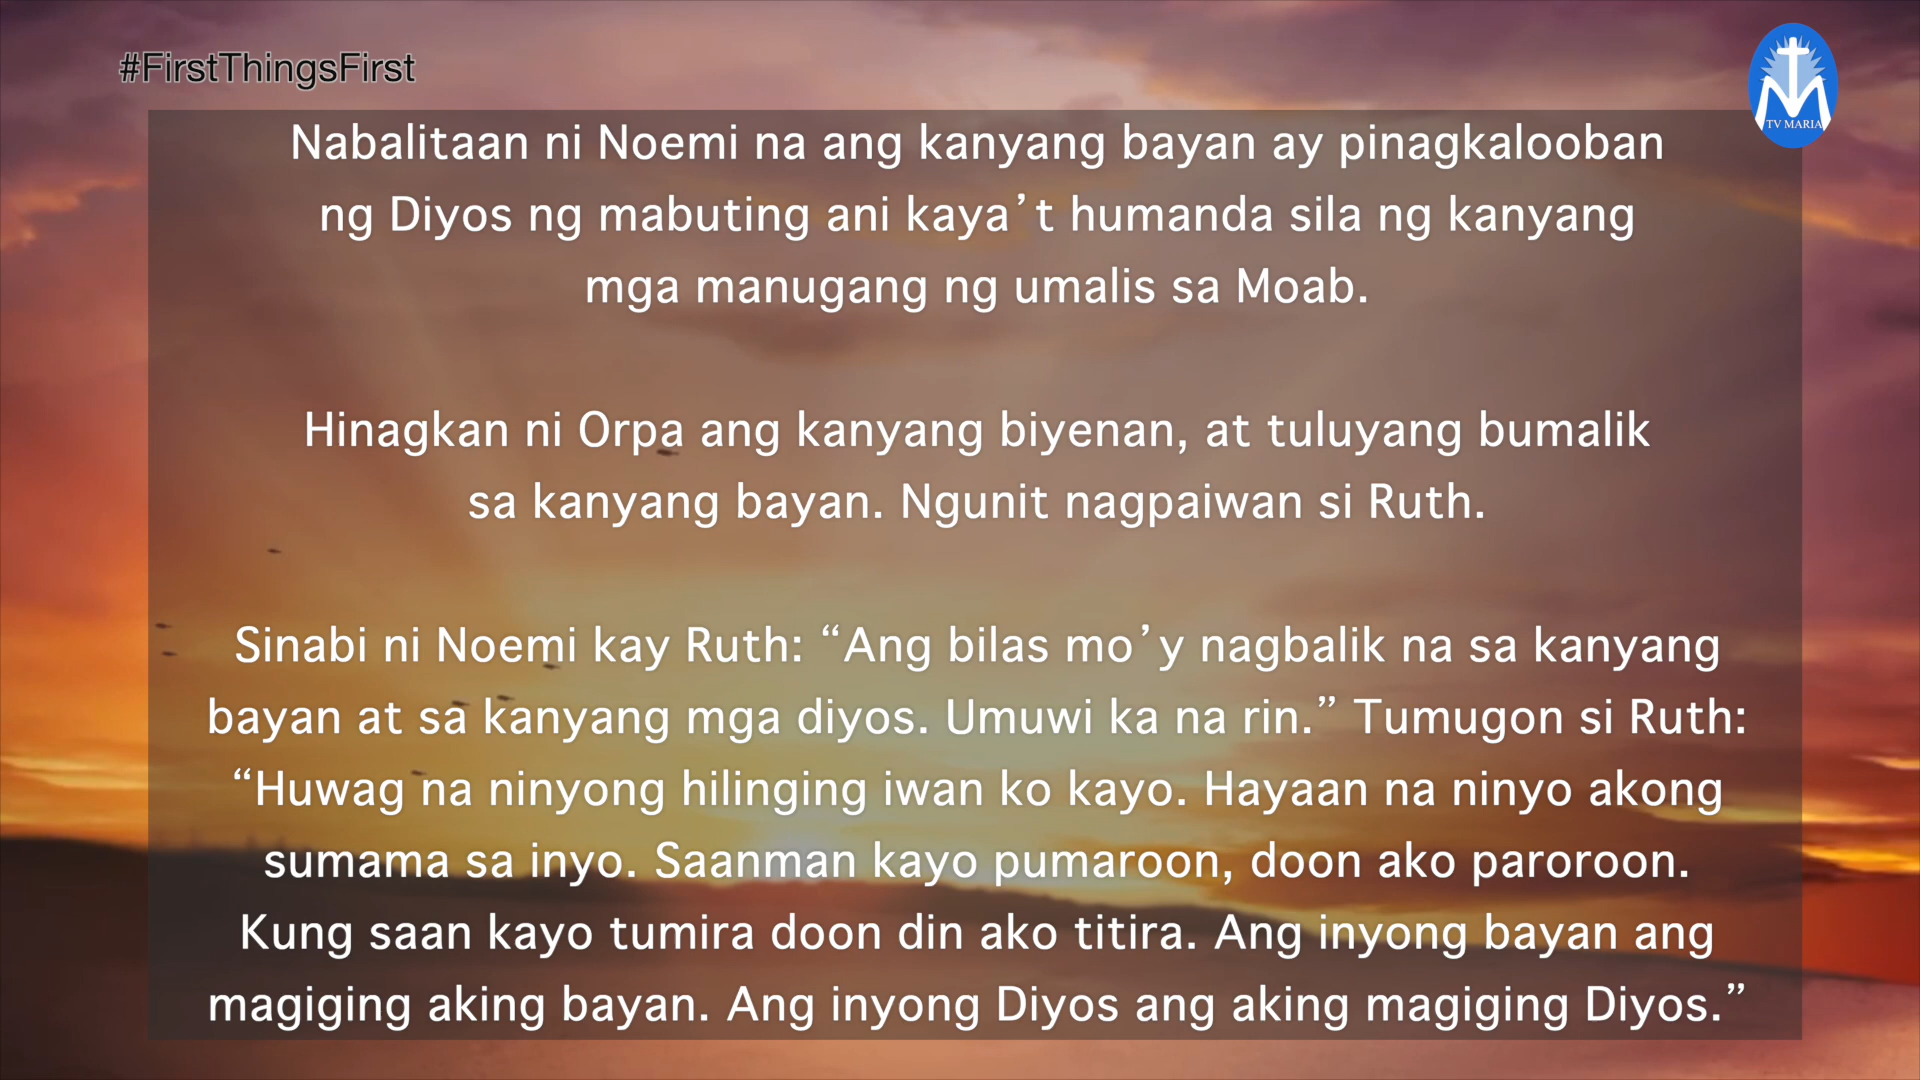 #FirstThingsFirst
TV MARIA
Nabalitaan ni Noemi na ang kanyang bayan ay pinagkalooban
ng Diyos ng mabuting ani kaya’t humanda sila ng kanyang
mga manugang ng umalis sa Moab.
Hinagkan ni Orpa ang kanyang biyenan, at tuluyang bumalik
sa kanyang bayan. Ngunit nagpaiwan si Ruth.
Sinabi ni Noemi kay Ruth: “Ang bilas mo’y nagbalik na sa kanyang
bayan at sa kanyang mga diyos. Umuwi ka na rin.” Tumugon si Ruth:
“Huwag na ninyong hilinging iwan ko kayo. Hayaan na ninyo akong
sumama sa inyo. Saanman kayo pumaroon, doon ako paroroon.
Kung saan kayo tumira doon din ako titira. Ang inyong bayan ang
magiging aking bayan. Ang inyong Diyos ang aking magiging Diyos.”